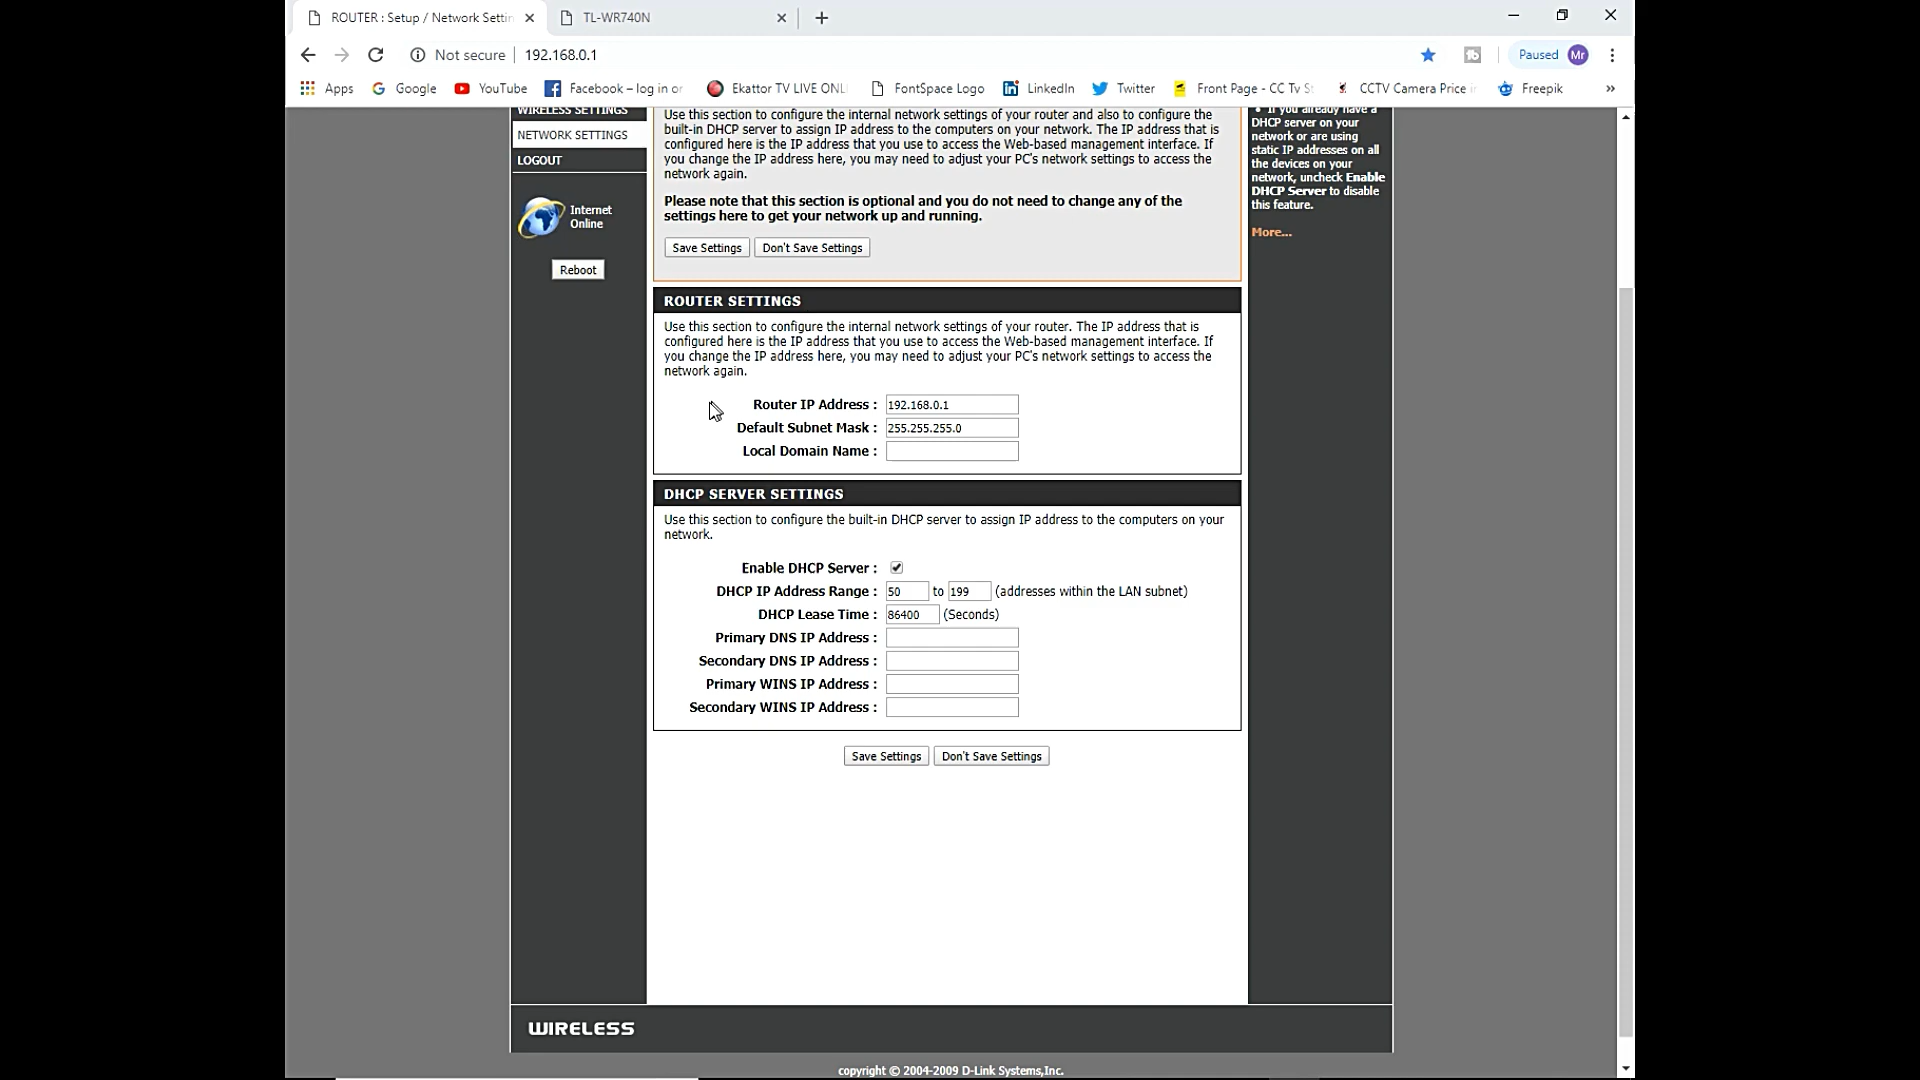 ROUTER : Setup / Network Settin
TL-WR740N
Not secure
192.168.0.1
Paused
Mr
Apps
Google
YouTube
Facebook – log in or
Ekattor TV LIVE ONL
FontSpace Logo
LinkedIn
Twitter
Front Page - CC Tv S
CCTV Camera Price i
Freepik
»
WIRELESS SETTINGS
NETWORK SETTINGS
LOGOUT
Internet
Online
Reboot
Use this section to configure the internal network settings of your router and also to configure the
built-in DHCP server to assign IP address to the computers on your network. The IP address that is
configured here is the IP address that you use to access the Web-based management interface. If
you change the IP address here, you may need to adjust your PC's network settings to access the
network again.
Please note that this section is optional and you do not need to change any of the
settings here to get your network up and running.
Save Settings
Don't Save Settings
ROUTER SETTINGS
Use this section to configure the internal network settings of your router. The IP address that is
configured here is the IP address that you use to access the Web-based management interface. If
you change the IP address here, you may need to adjust your PC's network settings to access the
network again.
Router IP Address : 192.168.0.1
Default Subnet Mask : 255.255.255.0
Local Domain Name :
DHCP SERVER SETTINGS
Use this section to configure the built-in DHCP server to assign IP address to the computers on your
network.
Enable DHCP Server :
DHCP IP Address Range : 50 to 199 (addresses within the LAN subnet)
DHCP Lease Time : 86400 (Seconds)
Primary DNS IP Address :
Secondary DNS IP Address :
Primary WINS IP Address :
Secondary WINS IP Address :
Save Settings
Don't Save Settings
• If you already have a
DHCP server on your
network or are using
static IP addresses on all
the devices on your
network, uncheck Enable
DHCP Server to disable
this feature.
More...
WIRELESS
copyright © 2004-2009 D-Link Systems,Inc.